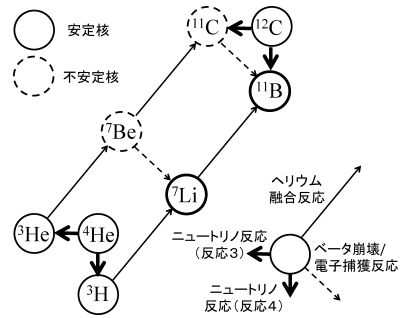 安定核
不安定核
¹¹C
¹²C
¹¹B
⁷Be
⁷Li
³He
⁴He
³H
ヘリウム
融合反応
ニュートリノ反応
(反応3)
ベータ崩壊/
電子捕獲反応
ニュートリノ
反応(反応4)